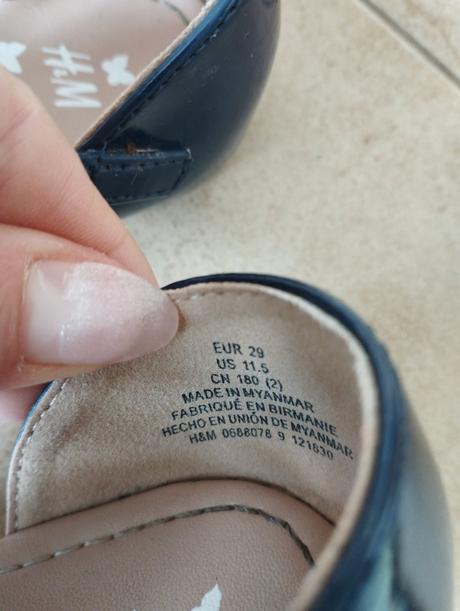 H&M
EUR 29
US 11.5
CN 180 (2)
MADE IN MYANMAR
FABRIQUÉ EN BIRMANIE
HECHO EN UNIÓN DE MYANMAR
H&M 0688078 9 121630